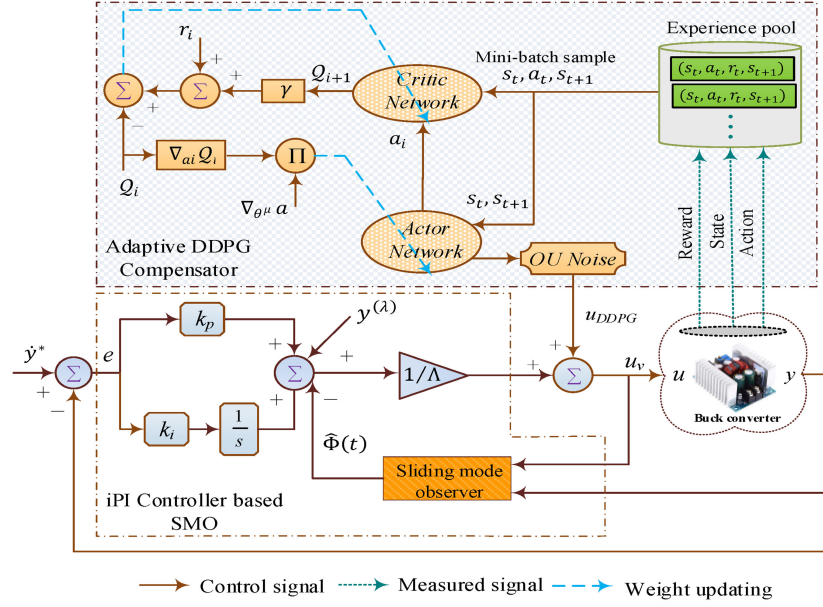 Experience pool
(s_t, a_t, r_t, s_{t+1})
(s_t, a_t, r_t, s_{t+1})
Mini-batch sample
s_t, a_t, s_{t+1}
r_i
+
Σ
+
Σ
+
+
−
γ
Q_{i+1}
Critic
Network
a_i
∇_{ai} Q_i
Π
Q_i
∇_{θ^μ} a
s_t, s_{t+1}
Actor
Network
OU Noise
Adaptive DDPG
Compensator
Reward
State
Action
u_{DDPG}
ẏ*
+
−
Σ
e
k_p
k_i
1/s
y^{(λ)}
+
Σ
+
−
+
1/Λ
+
+
Σ
u_v
u
y
Buck converter
Φ̂(t)
Sliding mode
observer
iPI Controller based
SMO
Control signal
Measured signal
Weight updating